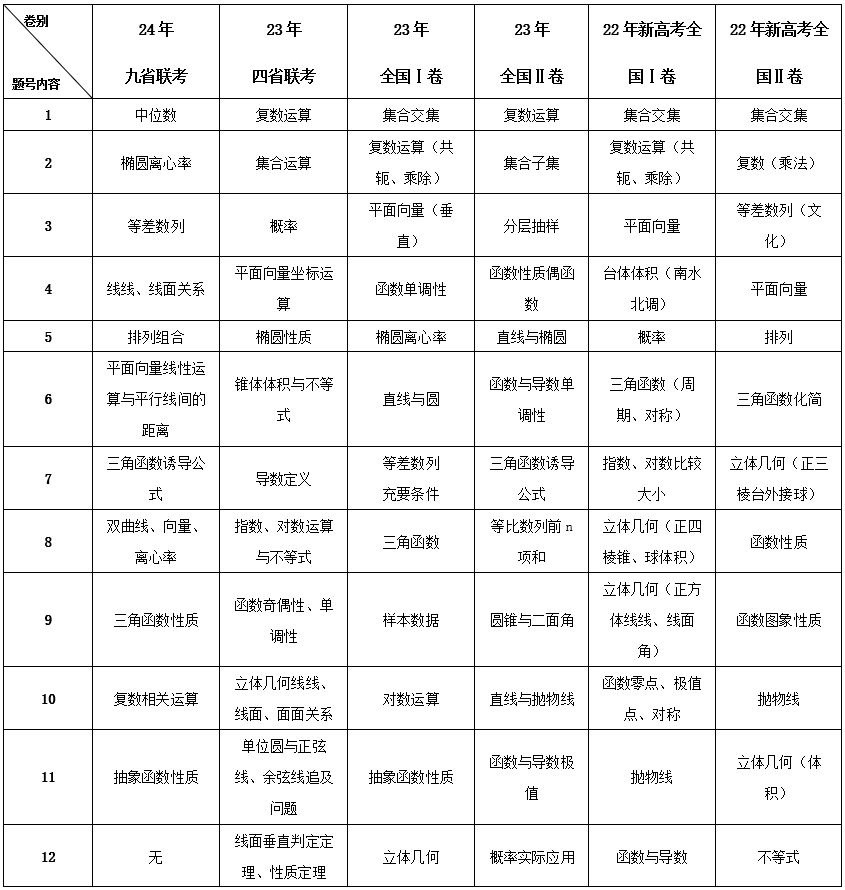 卷别
题号内容
24年
九省联考
23年
四省联考
23年
全国Ⅰ卷
23年
全国Ⅱ卷
22年新高考全
国Ⅰ卷
22年新高考全
国Ⅱ卷
1
中位数
复数运算
集合交集
复数运算
集合交集
集合交集
2
椭圆离心率
集合运算
复数运算（共
轭、乘除）
集合子集
复数运算（共
轭、乘除）
复数（乘法）
3
等差数列
概率
平面向量（垂
直）
分层抽样
平面向量
等差数列（文
化）
4
线线、线面关系
平面向量坐标运
算
函数单调性
函数性质偶函
数
台体体积（南水
北调）
平面向量
5
排列组合
椭圆性质
椭圆离心率
直线与椭圆
概率
排列
6
平面向量线性运
算与平行线间的
距离
锥体体积与不等
式
直线与圆
函数与导数单
调性
三角函数（周
期、对称）
三角函数化简
7
三角函数诱导公
式
导数定义
等差数列
充要条件
三角函数诱导
公式
指数、对数比较
大小
立体几何（正三
棱台外接球）
8
双曲线、向量、
离心率
指数、对数运算
与不等式
三角函数
等比数列前n
项和
立体几何（正四
棱锥、球体积）
函数性质
9
三角函数性质
函数奇偶性、单
调性
样本数据
圆锥与二面角
立体几何（正方
体线线、线面
角）
函数图象性质
10
复数相关运算
立体几何线线、
线面、面面关系
对数运算
直线与抛物线
函数零点、极值
点、对称
抛物线
11
抽象函数性质
单位圆与正弦
线、余弦线追及
问题
抽象函数性质
函数与导数极
值
抛物线
立体几何（体
积）
12
无
线面垂直判定定
理、性质定理
立体几何
概率实际应用
函数与导数
不等式